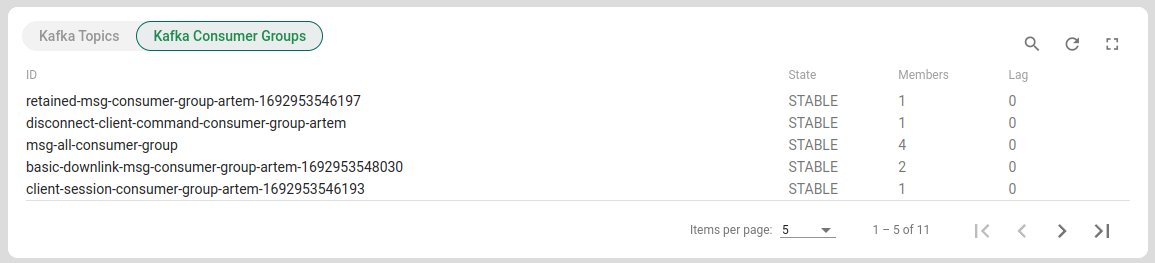 Kafka Topics Kafka Consumer Groups
ID State Members Lag
retained-msg-consumer-group-artem-1692953546197 STABLE 1 0
disconnect-client-command-consumer-group-artem STABLE 1 0
msg-all-consumer-group STABLE 4 0
basic-downlink-msg-consumer-group-artem-1692953548030 STABLE 2 0
client-session-consumer-group-artem-1692953546193 STABLE 1 0
Items per page: 5 1 – 5 of 11